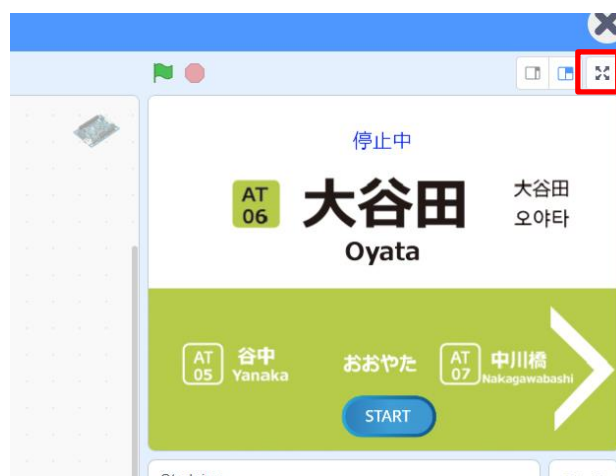 停止中
AT
06
大谷田
Oyata
大谷田
오야타
AT
05
谷中
Yanaka
おおやた
AT
07
中川橋
Nakagawabashi
START